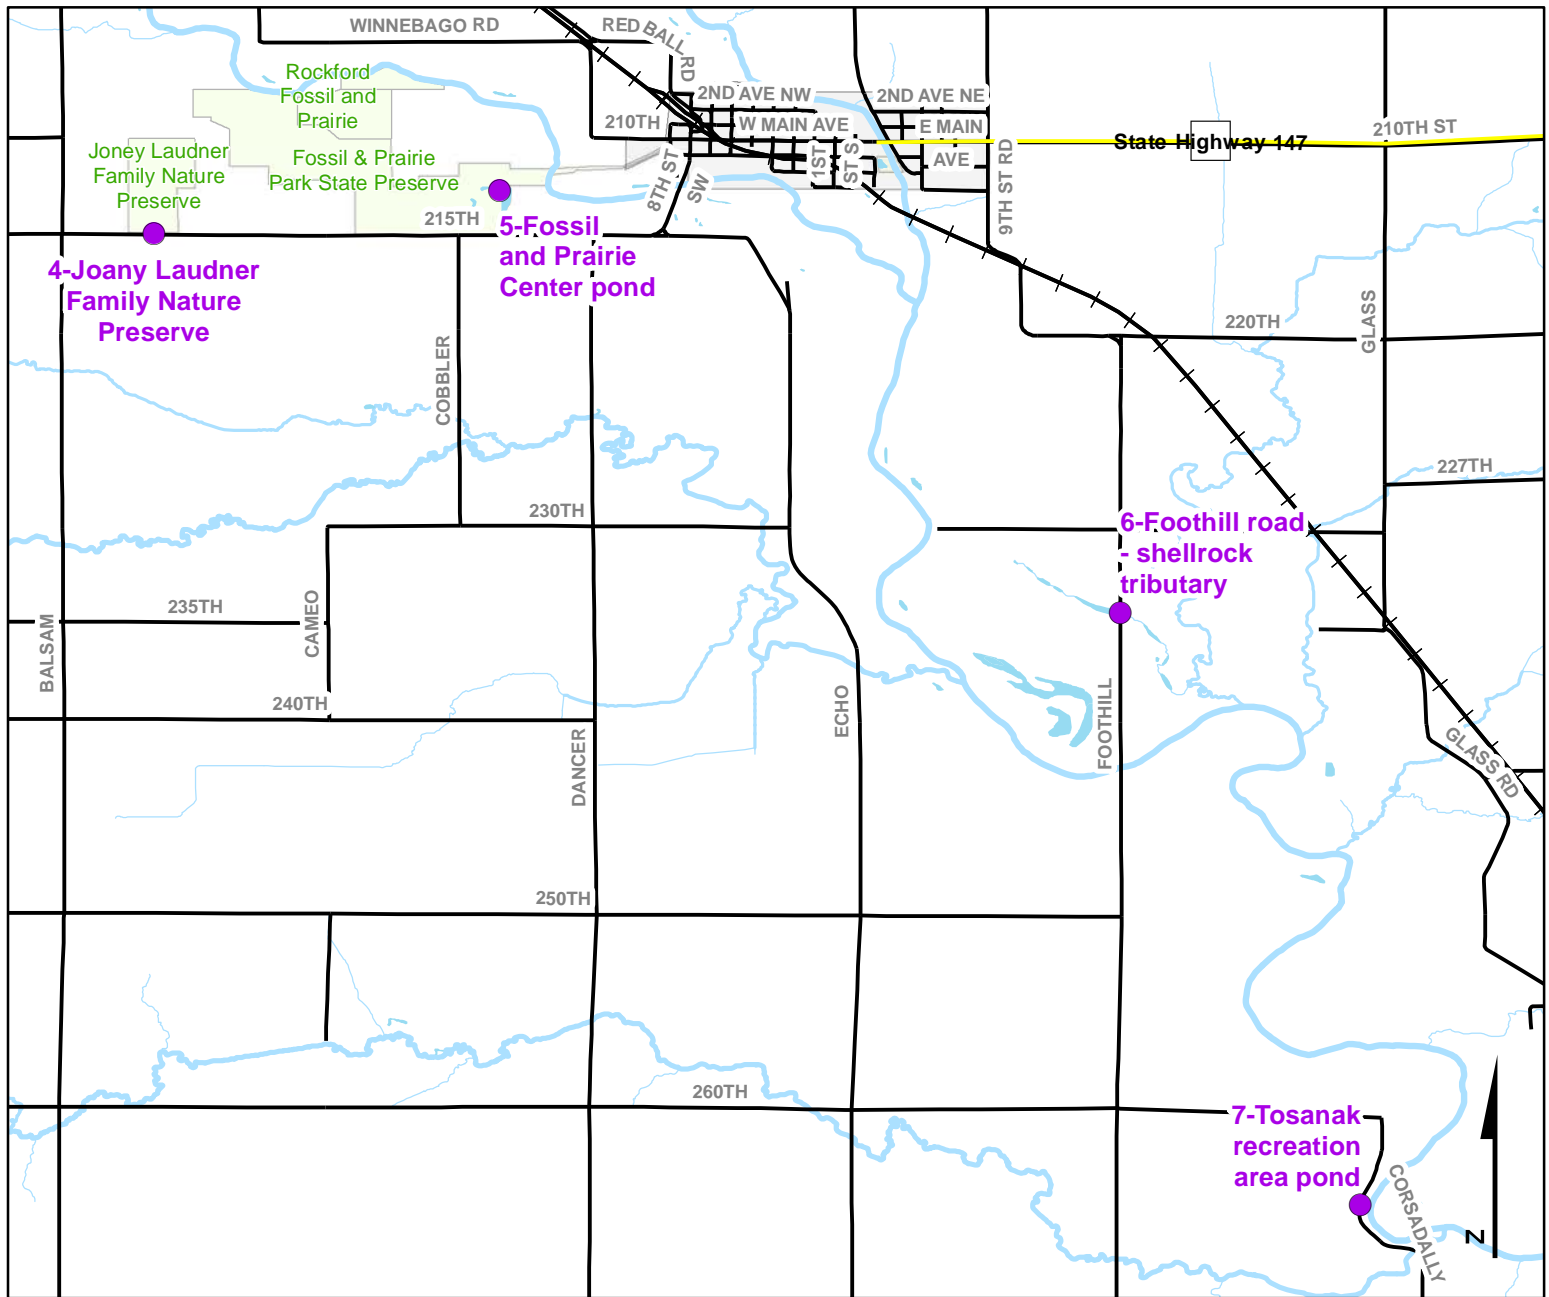 WINNEBAGO RD
RED BALL
RD
Rockford
Fossil and
Prairie
2ND AVE NW
2ND AVE NE
210TH
W MAIN AVE
E MAIN
AVE
State Highway 147
210TH ST
Joney Laudner
Family Nature
Preserve
Fossil & Prairie
Park State Preserve
8TH ST
SW
1ST
ST S
9TH ST RD
215TH
5-Fossil
and Prairie
Center pond
4-Joany Laudner
Family Nature
Preserve
220TH
GLASS
COBBLER
227TH
230TH
6-Foothill road
- shellrock
tributary
235TH
CAMEO
BALSAM
240TH
ECHO
FOOTHILL
DANCER
GLASS RD
250TH
260TH
7-Tosanak
recreation
area pond
CORSADALLY
N